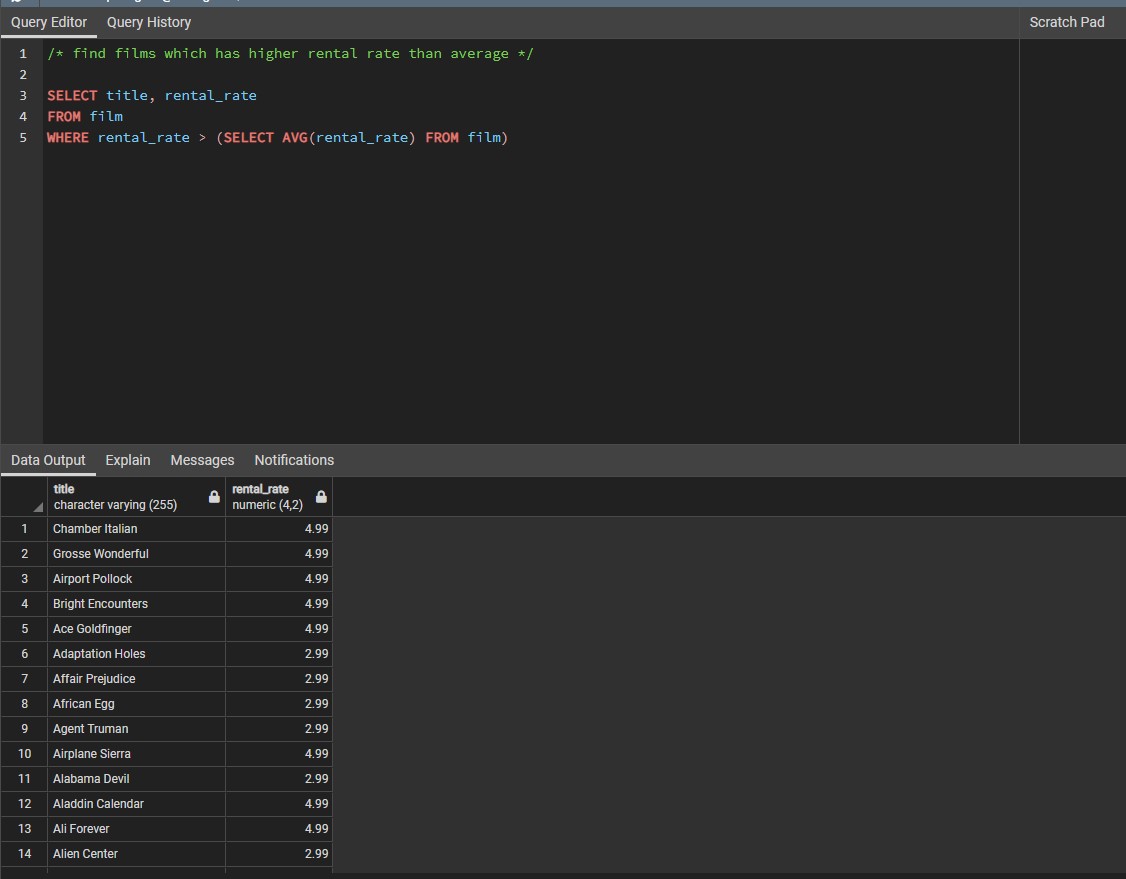 Query Editor Query History Scratch Pad
1 /* find films which has higher rental rate than average */
2
3 SELECT title, rental_rate
4 FROM film
5 WHERE rental_rate > (SELECT AVG(rental_rate) FROM film)
Data Output Explain Messages Notifications
title rental_rate
character varying (255) numeric (4,2)
1 Chamber Italian 4.99
2 Grosse Wonderful 4.99
3 Airport Pollock 4.99
4 Bright Encounters 4.99
5 Ace Goldfinger 4.99
6 Adaptation Holes 2.99
7 Affair Prejudice 2.99
8 African Egg 2.99
9 Agent Truman 2.99
10 Airplane Sierra 4.99
11 Alabama Devil 2.99
12 Aladdin Calendar 4.99
13 Ali Forever 4.99
14 Alien Center 2.99